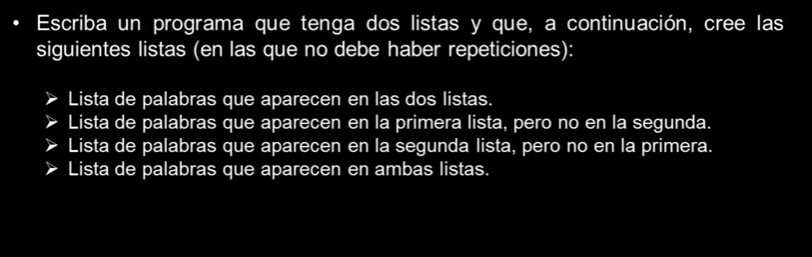 • Escriba un programa que tenga dos listas y que, a continuación, cree las
siguientes listas (en las que no debe haber repeticiones):
➢ Lista de palabras que aparecen en las dos listas.
➢ Lista de palabras que aparecen en la primera lista, pero no en la segunda.
➢ Lista de palabras que aparecen en la segunda lista, pero no en la primera.
➢ Lista de palabras que aparecen en ambas listas.